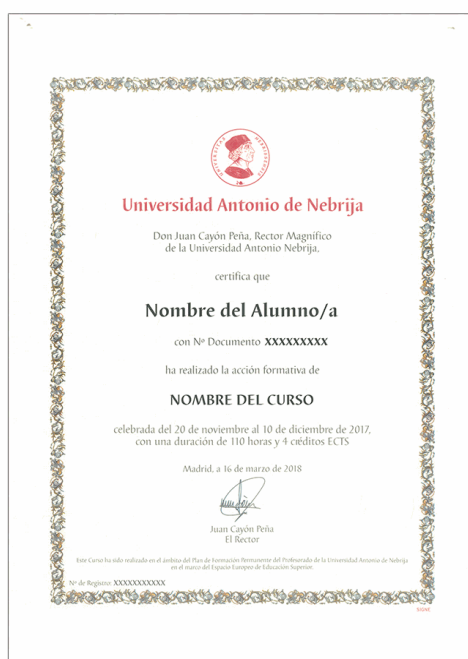 Universidad Antonio de Nebrija
Don Juan Cayón Peña, Rector Magnífico
de la Universidad Antonio Nebrija,
certifica que
Nombre del Alumno/a
con Nº Documento XXXXXXXXX
ha realizado la acción formativa de
NOMBRE DEL CURSO
celebrada del 20 de noviembre al 10 de diciembre de 2017,
con una duración de 110 horas y 4 créditos ECTS
Madrid, a 16 de marzo de 2018
Juan Cayón Peña
El Rector
Este Curso ha sido realizado en el ámbito del Plan de Formación Permanente del Profesorado de la Universidad Antonio de Nebrija
en el marco del Espacio Europeo de Educación Superior.
Nº de Registro: XXXXXXXXXXX